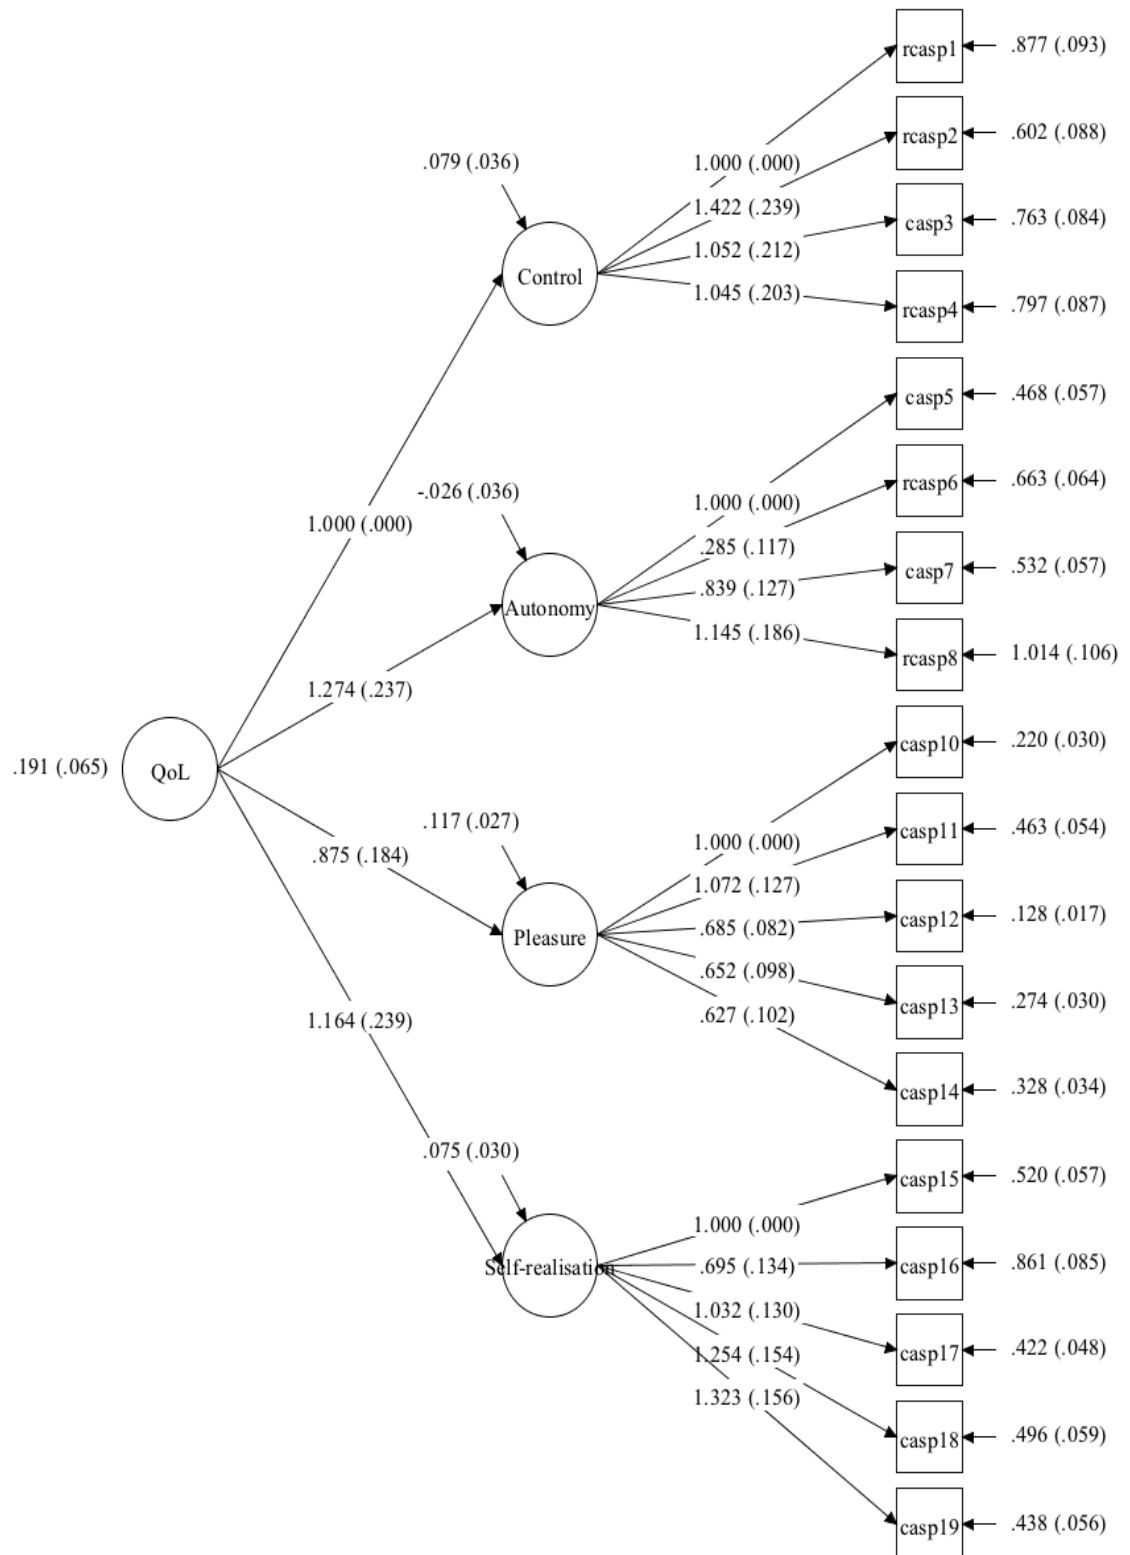 rcasp1
.877 (.093)
rcasp2
.602 (.088)
.079 (.036)
1.000 (.000)
1.422 (.239)
casp3
.763 (.084)
1.052 (.212)
Control
1.045 (.203)
rcasp4
.797 (.087)
casp5
.468 (.057)
-.026 (.036)
rcasp6
.663 (.064)
1.000 (.000)
1.000 (.000)
.285 (.117)
casp7
.532 (.057)
.839 (.127)
Autonomy
1.145 (.186)
rcasp8
1.014 (.106)
1.274 (.237)
casp10
.220 (.030)
.191 (.065)
QoL
.117 (.027)
casp11
.463 (.054)
1.000 (.000)
.875 (.184)
1.072 (.127)
casp12
.128 (.017)
.685 (.082)
Pleasure
.652 (.098)
casp13
.274 (.030)
1.164 (.239)
.627 (.102)
casp14
.328 (.034)
.075 (.030)
casp15
.520 (.057)
1.000 (.000)
Self-realisation
.695 (.134)
casp16
.861 (.085)
1.032 (.130)
casp17
.422 (.048)
1.254 (.154)
1.323 (.156)
casp18
.496 (.059)
casp19
.438 (.056)